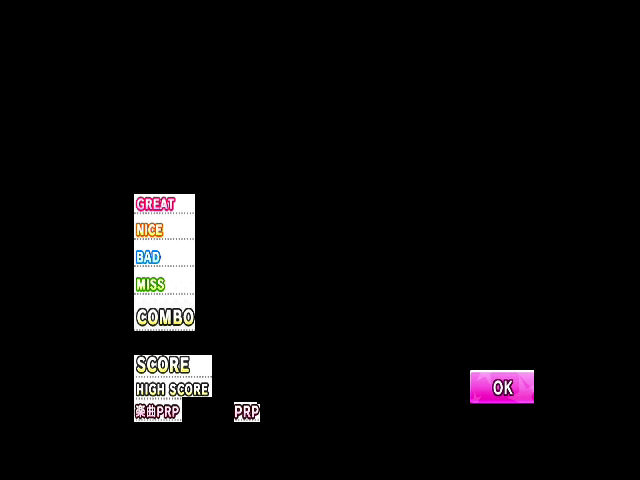 GREAT
NICE
BAD
MISS
COMBO
SCORE
HIGH SCORE
OK
楽曲PRP PRP